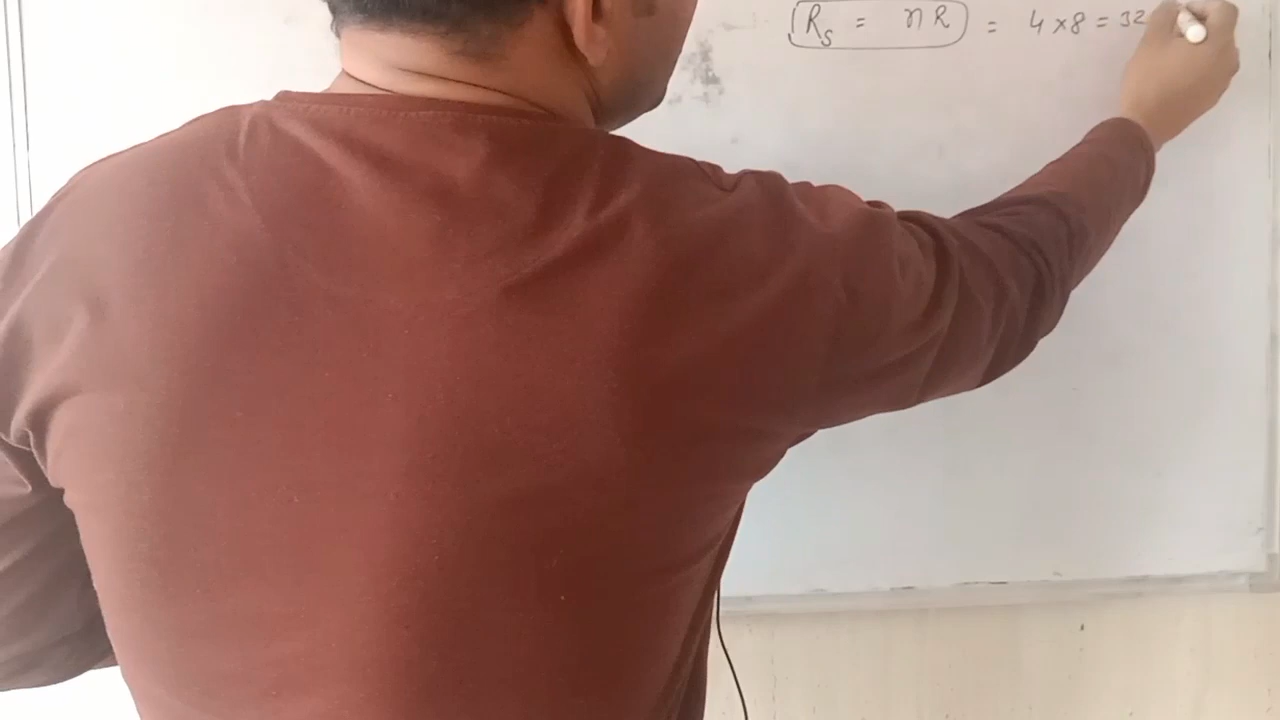 Rs = nR = 4 × 8 = 32